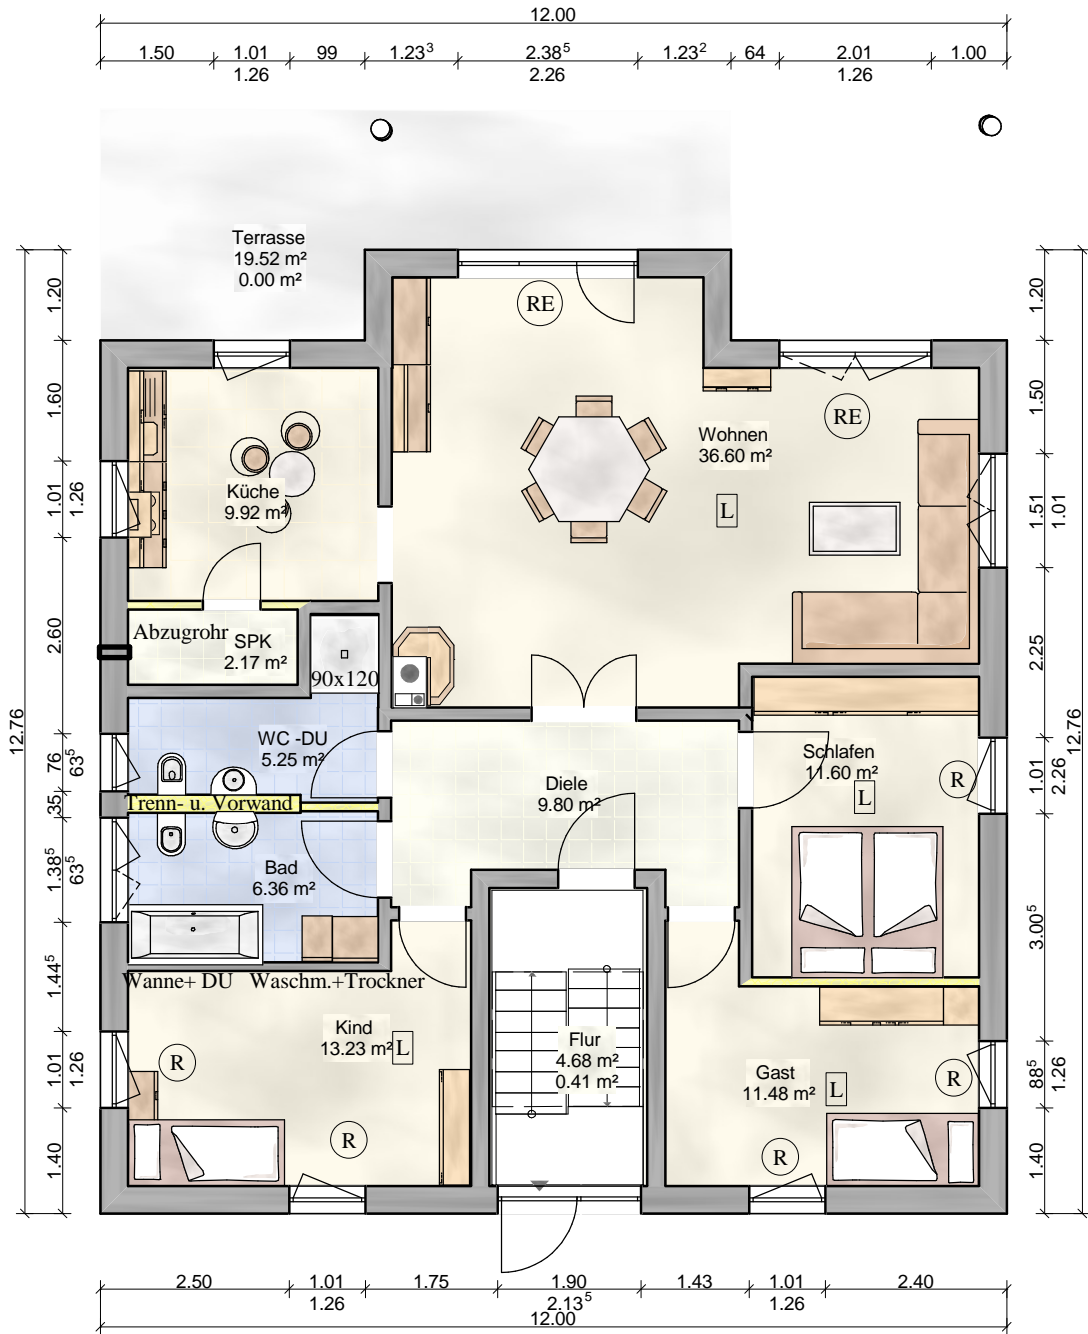 12.00
1.50 1.01 99 1.23³ 2.38⁵ 1.23² 64 2.01 1.00
1.26 2.26 1.26
Terrasse
19.52 m²
0.00 m²
RE
RE
Wohnen
36.60 m²
L
Küche
9.92 m²
Abzugrohr
SPK
2.17 m²
90x120
WC -DU
5.25 m²
Trenn- u. Vorwand
Bad
6.36 m²
Diele
9.80 m²
Schlafen
11.60 m²
L
R
Wanne+ DU Waschm.+Trockner
Kind
13.23 m²
L
R
R
Flur
4.68 m²
0.41 m²
Gast
11.48 m²
L
R
R
12.76
1.20
1.60
1.01
1.26
2.60
76
63⁵
35
1.38⁵
63⁵
1.44⁵
1.01
1.26
1.40
1.20
1.50
1.51
1.01
2.25
1.01
2.26
3.00⁵
88⁵
1.26
1.40
12.76
2.50 1.01 1.75 1.90 1.43 1.01 2.40
1.26 2.13⁵ 1.26
12.00